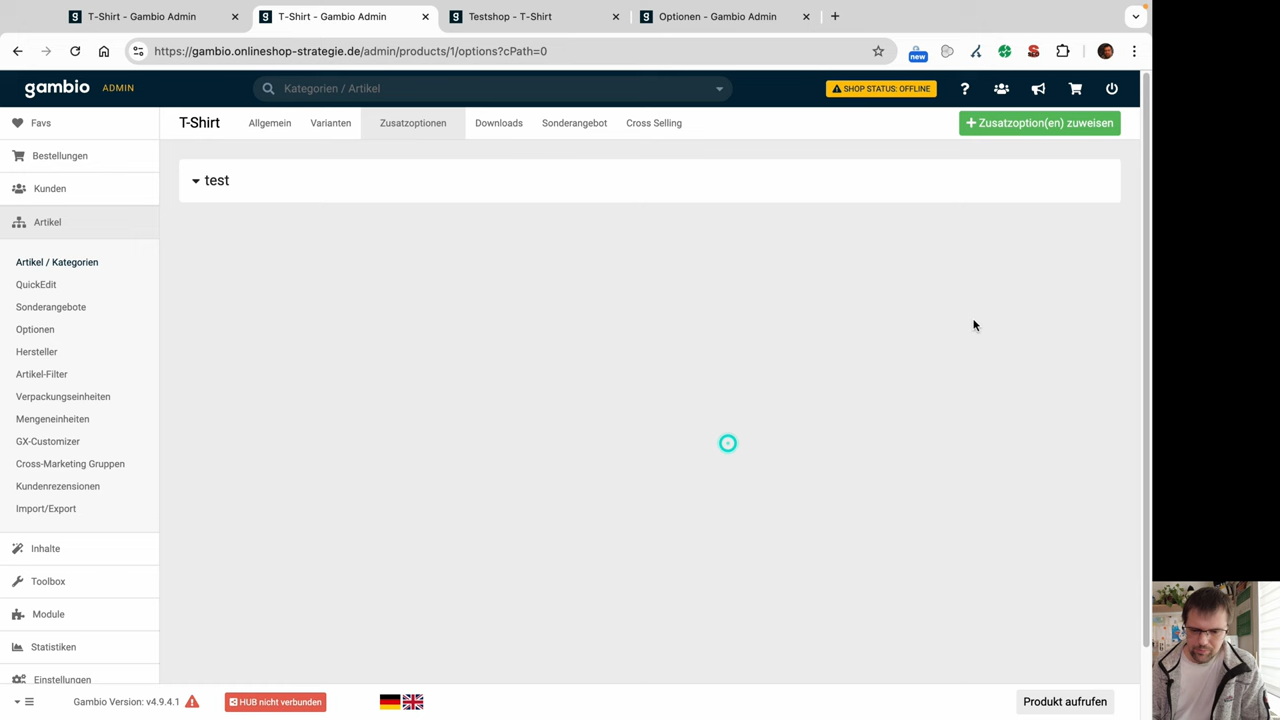 T-Shirt - Gambio Admin
T-Shirt - Gambio Admin
Testshop - T-Shirt
Optionen - Gambio Admin
https://gambio.onlineshop-strategie.de/admin/products/1/options?cPath=0
new
gambio ADMIN
Kategorien / Artikel
SHOP STATUS: OFFLINE
Favs
Bestellungen
Kunden
Artikel
Artikel / Kategorien
QuickEdit
Sonderangebote
Optionen
Hersteller
Artikel-Filter
Verpackungseinheiten
Mengeneinheiten
GX-Customizer
Cross-Marketing Gruppen
Kundenrezensionen
Import/Export
Inhalte
Toolbox
Module
Statistiken
Einstellungen
T-Shirt
Allgemein
Varianten
Zusatzoptionen
Downloads
Sonderangebot
Cross Selling
+ Zusatzoption(en) zuweisen
test
Gambio Version: v4.9.4.1
HUB nicht verbunden
Produkt aufrufen